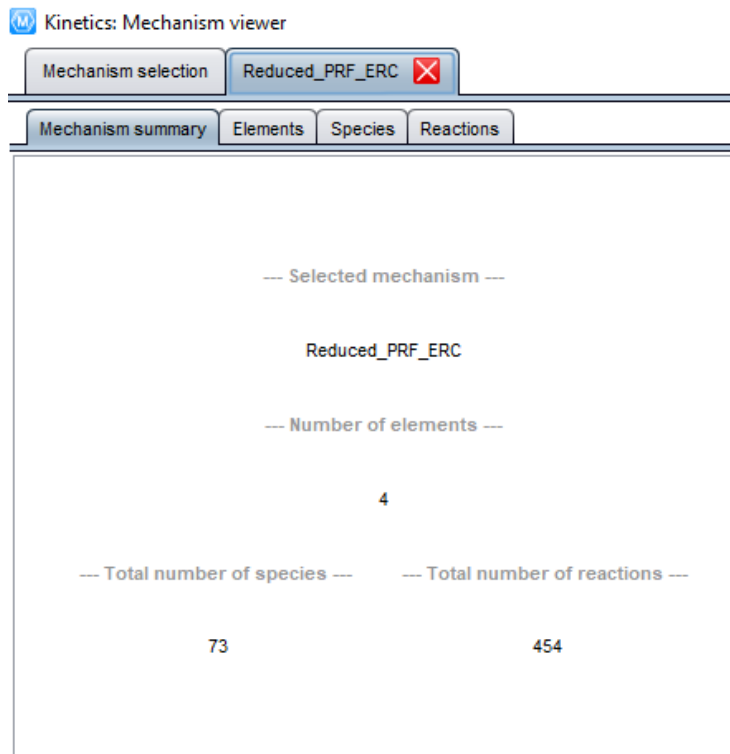 Kinetics: Mechanism viewer
Mechanism selection Reduced_PRF_ERC
Mechanism summary Elements Species Reactions
--- Selected mechanism ---
Reduced_PRF_ERC
--- Number of elements ---
4
--- Total number of species --- --- Total number of reactions ---
73 454